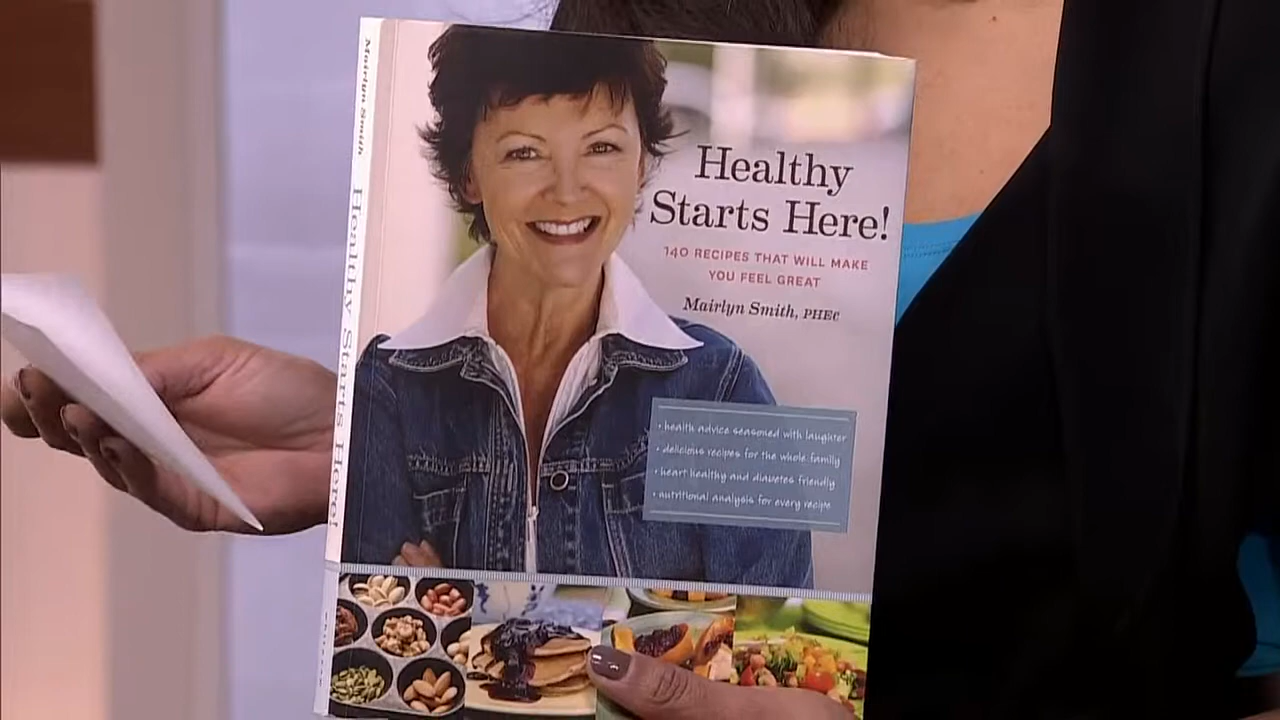 Mairlyn Smith
Healthy Starts Here!
Healthy
Starts Here!
140 RECIPES THAT WILL MAKE
YOU FEEL GREAT
Mairlyn Smith, PHEc
• health advice seasoned with laughter
• delicious recipes for the whole family
• heart healthy and diabetes friendly
• nutritional analysis for every recipe